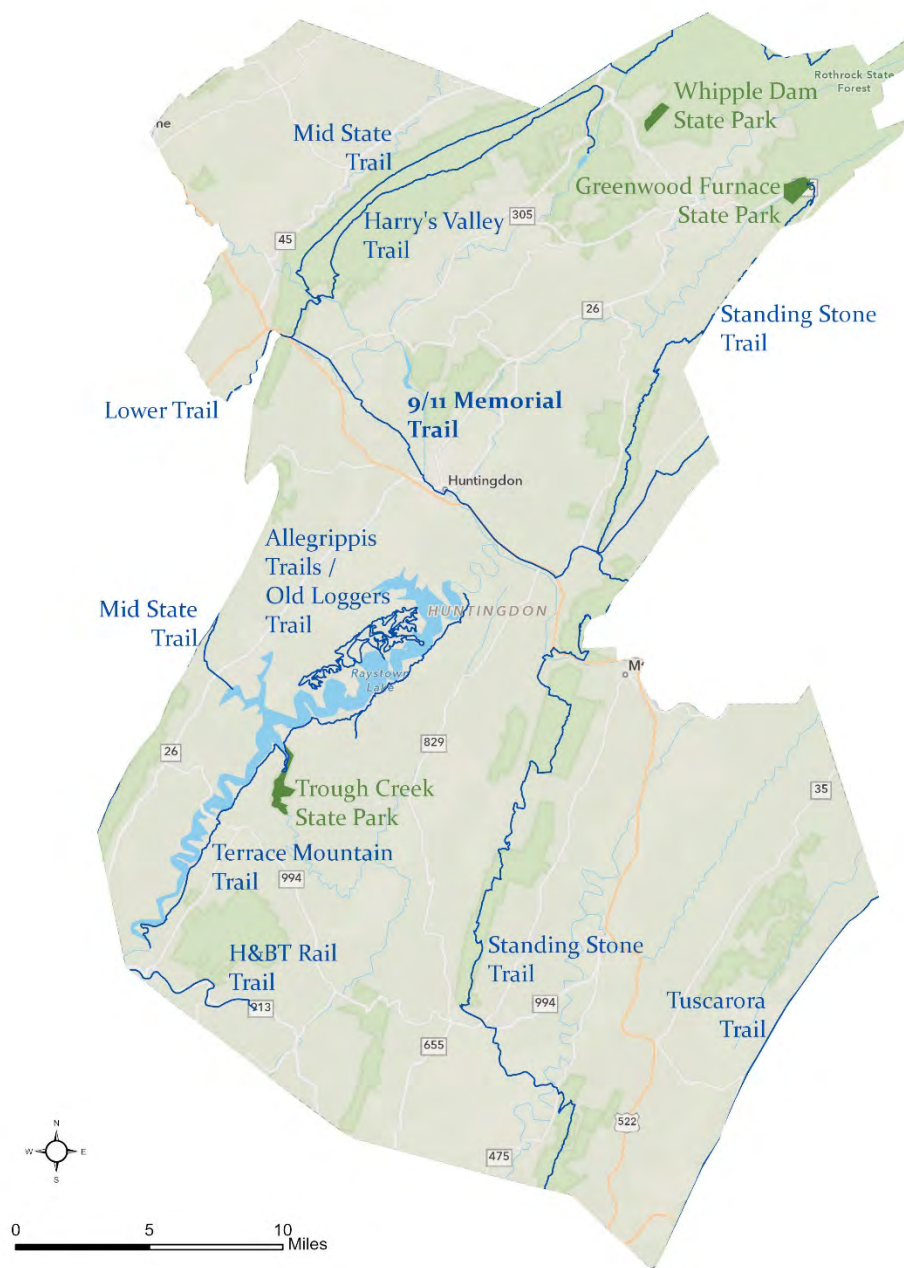 Rothrock State
Forest
Whipple Dam
State Park
ne
Mid State
Trail
Greenwood Furnace
State Park
305
Harry's Valley
Trail
45
26
Standing Stone
Trail
Lower Trail
9/11 Memorial
Trail
Huntingdon
Allegrippis
Trails /
Old Loggers
Trail
HUNTINGDON
Mid State
Trail
M
Raystown
Lake
829
26
35
Trough Creek
State Park
Terrace Mountain
Trail
994
H&BT Rail
Trail
Standing Stone
Trail
994
913
Tuscarora
Trail
655
522
475
N
W E
S
0 5 10
Miles